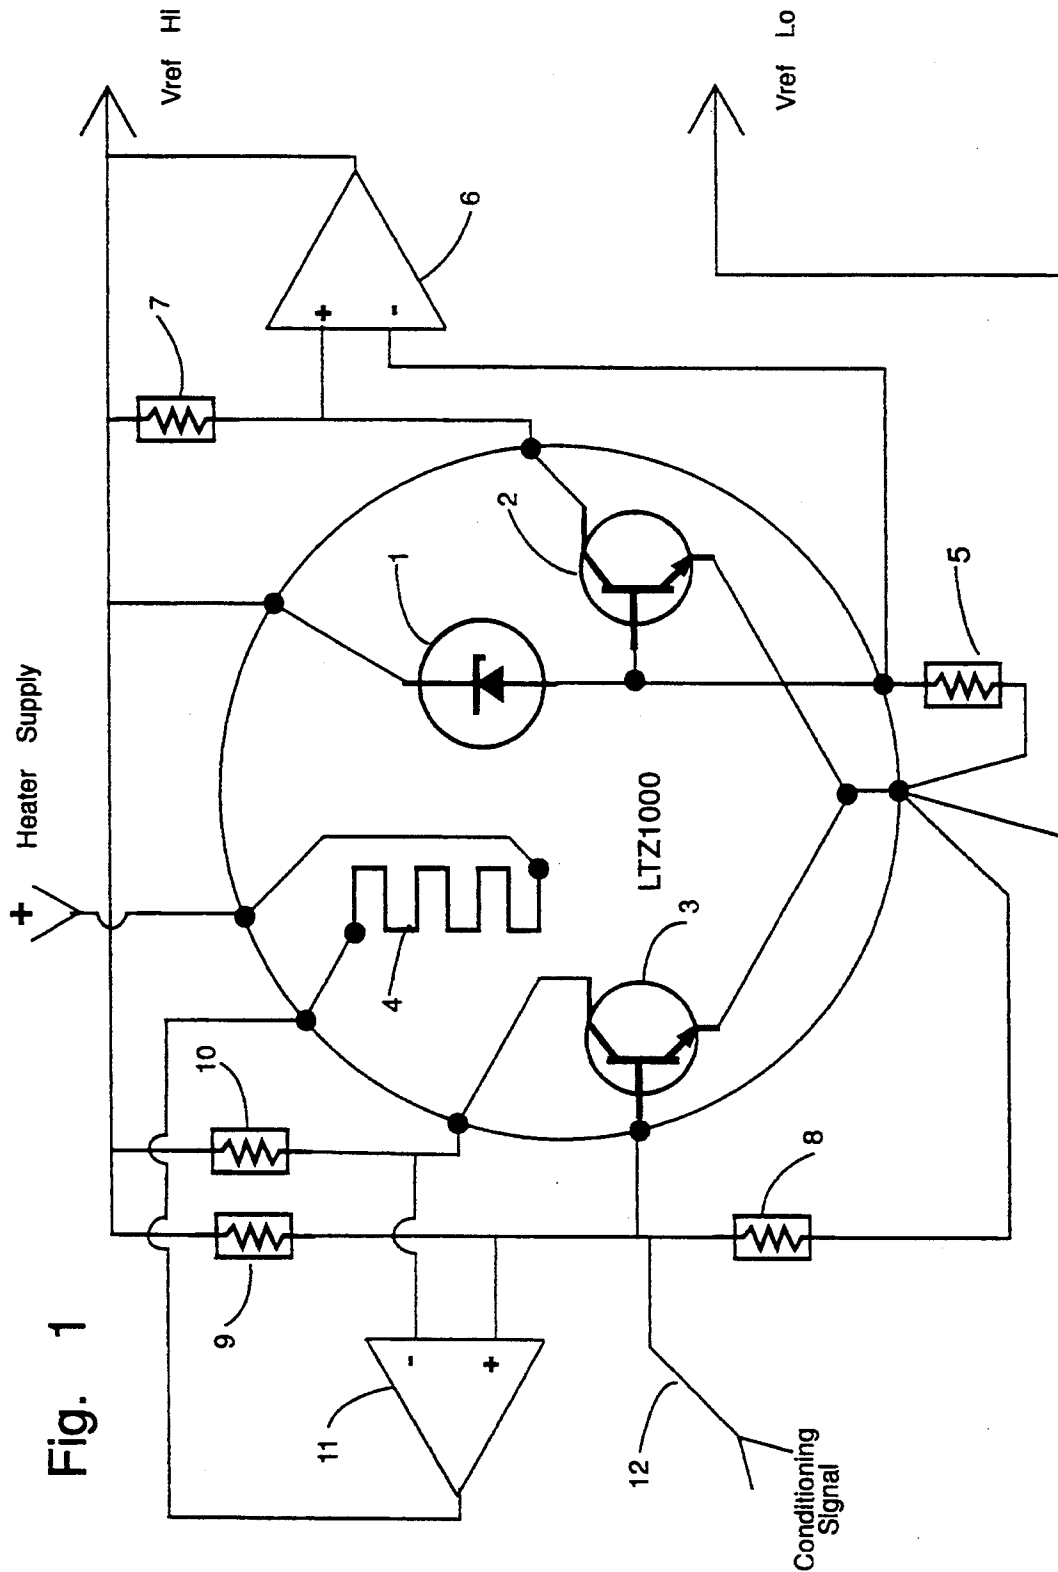 Fig. 1
+ Heater Supply
Vref Hi
Vref Lo
10
9
7
+
-
6
1
2
4
LTZ1000
3
5
8
-
+
11
12
Conditioning
Signal